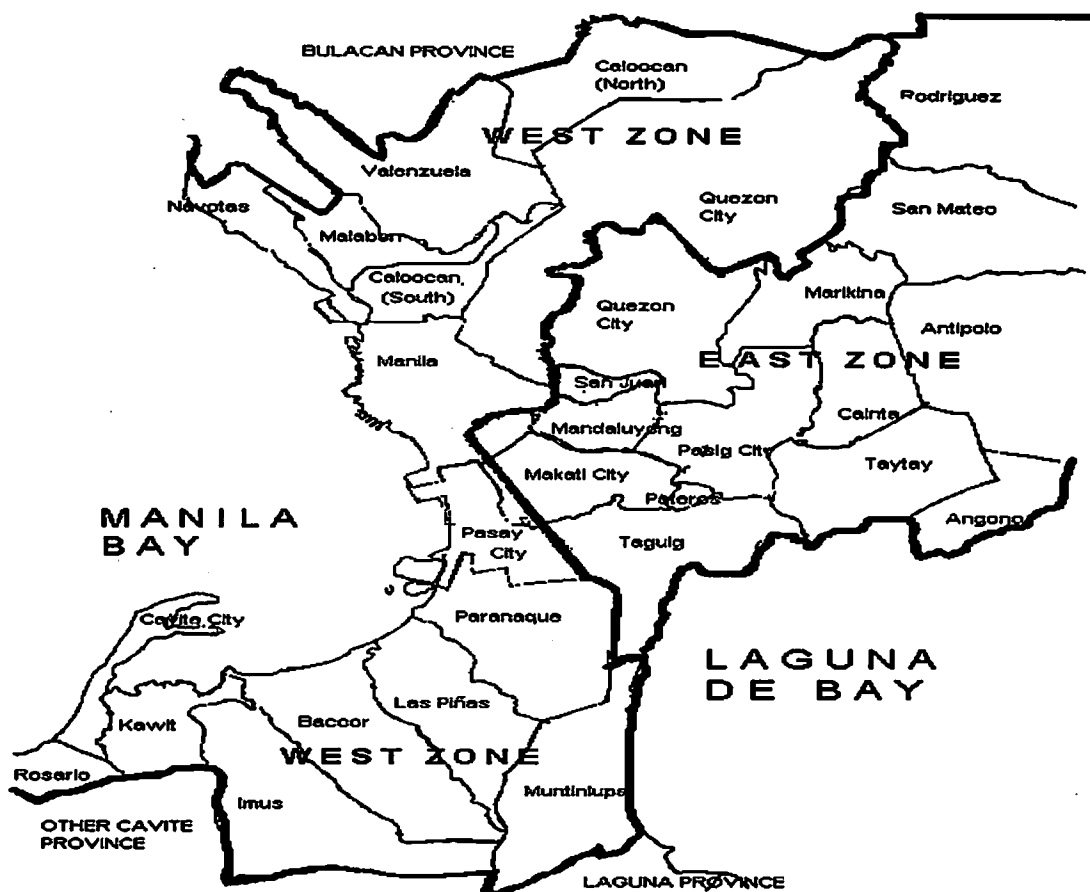 BULACAN PROVINCE
Caloocan
(North)
Rodriguez
WEST ZONE
Valenzuela
Quezon
City
San Mateo
Navotas
Malabon
Caloocan,
(South)
Marikina
Quezon
City
Antipolo
Manila
EAST ZONE
San Juan
Cainta
Mandaluyong
Pasig City
Taytay
Makati City
Pateros
MANILA
BAY
Angono
Pasay
City
Taguig
Paranaque
Cavite City
LAGUNA
DE BAY
Las Piñas
Kawit
Bacoor
WEST ZONE
Rosario
Imus
Muntinlupa
OTHER CAVITE
PROVINCE
LAGUNA PROVINCE